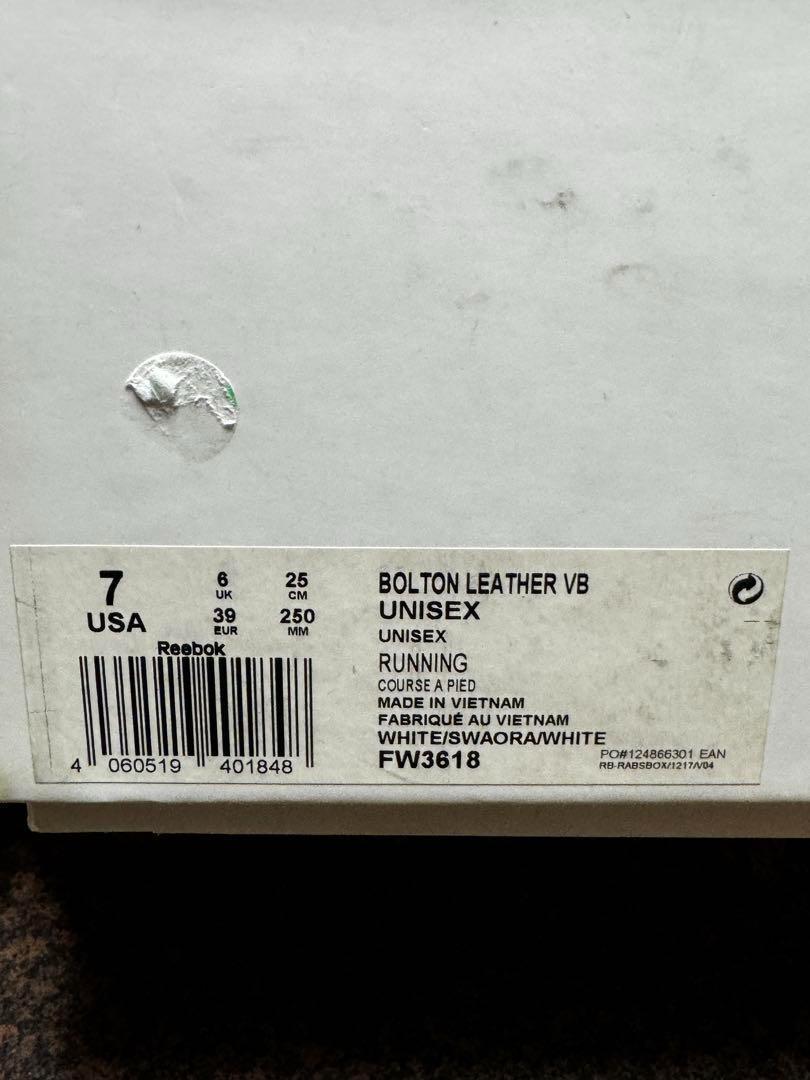 7 6 25
UK CM
USA 39 250
EUR MM
Reebok
4 060519 401848
BOLTON LEATHER VB
UNISEX
UNISEX
RUNNING
COURSE A PIED
MADE IN VIETNAM
FABRIQUÉ AU VIETNAM
WHITE/SWAORA/WHITE
FW3618
PO#124866301 EAN
RB-RABSBOX/1217/V04